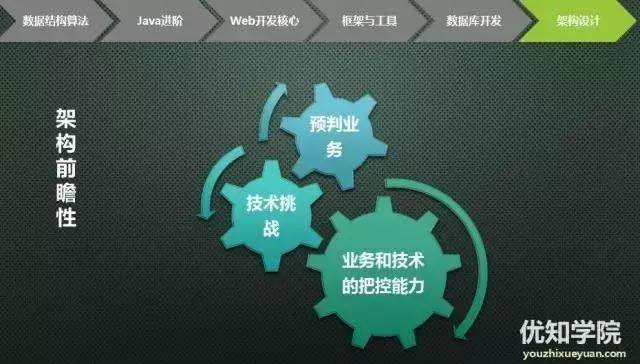 数据结构算法
Java进阶
Web开发核心
框架与工具
数据库开发
架构设计
架构前瞻性
预判业
务
技术挑
战
业务和技术
的把控能力
优知学院
youzhixueyuan.com